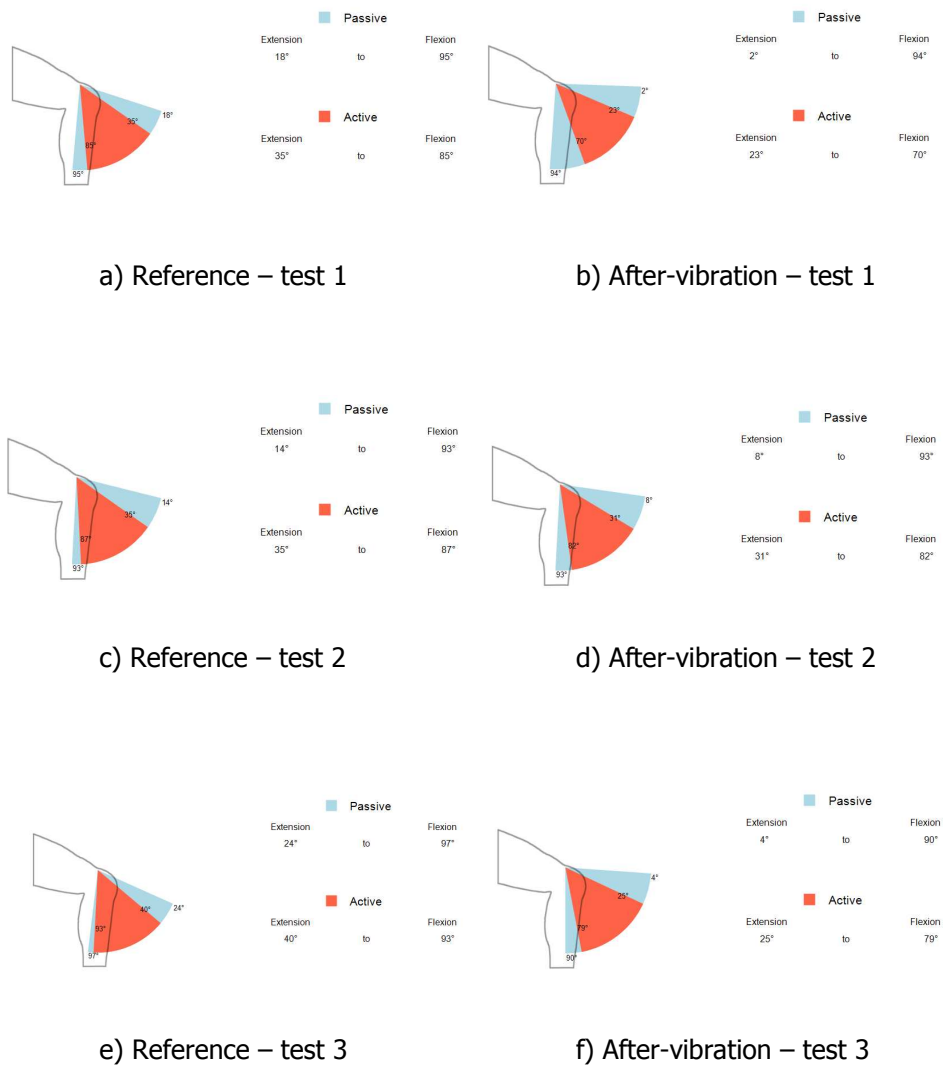 Passive
Extension Flexion
18° to 95°
18°
35°
85°
95°
Active
Extension Flexion
35° to 85°
a) Reference – test 1
Passive
Extension Flexion
2° to 94°
2°
23°
70°
94°
Active
Extension Flexion
23° to 70°
b) After-vibration – test 1
Passive
Extension Flexion
14° to 93°
14°
35°
87°
93°
Active
Extension Flexion
35° to 87°
c) Reference – test 2
Passive
Extension Flexion
8° to 93°
8°
31°
82°
93°
Active
Extension Flexion
31° to 82°
d) After-vibration – test 2
Passive
Extension Flexion
24° to 97°
24°
40°
93°
97°
Active
Extension Flexion
40° to 93°
e) Reference – test 3
Passive
Extension Flexion
4° to 90°
4°
25°
79°
90°
Active
Extension Flexion
25° to 79°
f) After-vibration – test 3